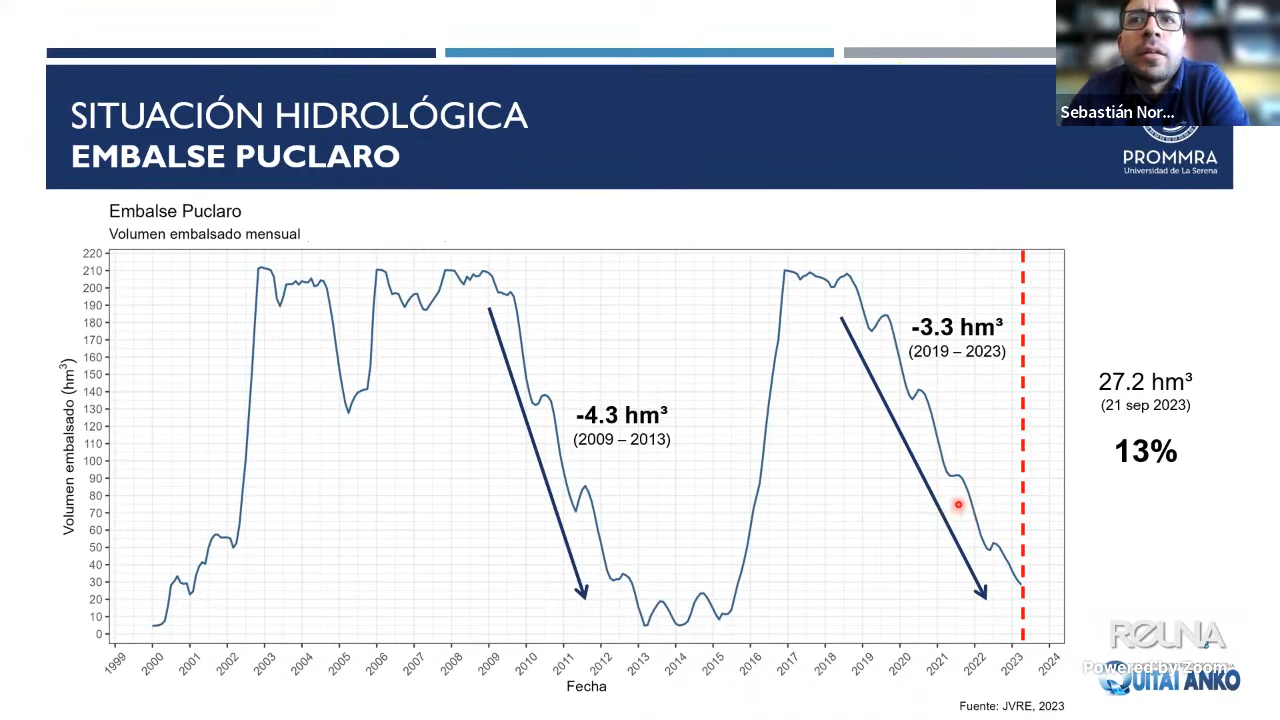 Sebastián Nor...
SITUACIÓN HIDROLÓGICA
EMBALSE PUCLARO
PROMMRA
Universidad de La Serena
Embalse Puclaro
Volumen embalsado mensual
Volumen embalsado (hm³)
220
210
200
190
180
170
160
150
140
130
120
110
100
90
80
70
60
50
40
30
20
10
0
-4.3 hm³
(2009 – 2013)
-3.3 hm³
(2019 – 2023)
27.2 hm³
(21 sep 2023)
13%
1999 2000 2001 2002 2003 2004 2005 2006 2007 2008 2009 2010 2011 2012 2013 2014 2015 2016 2017 2018 2019 2020 2021 2022 2023 2024
Fecha
REUNA
Powered by Zoom
QUITAI ANKO
Fuente: JVRE, 2023